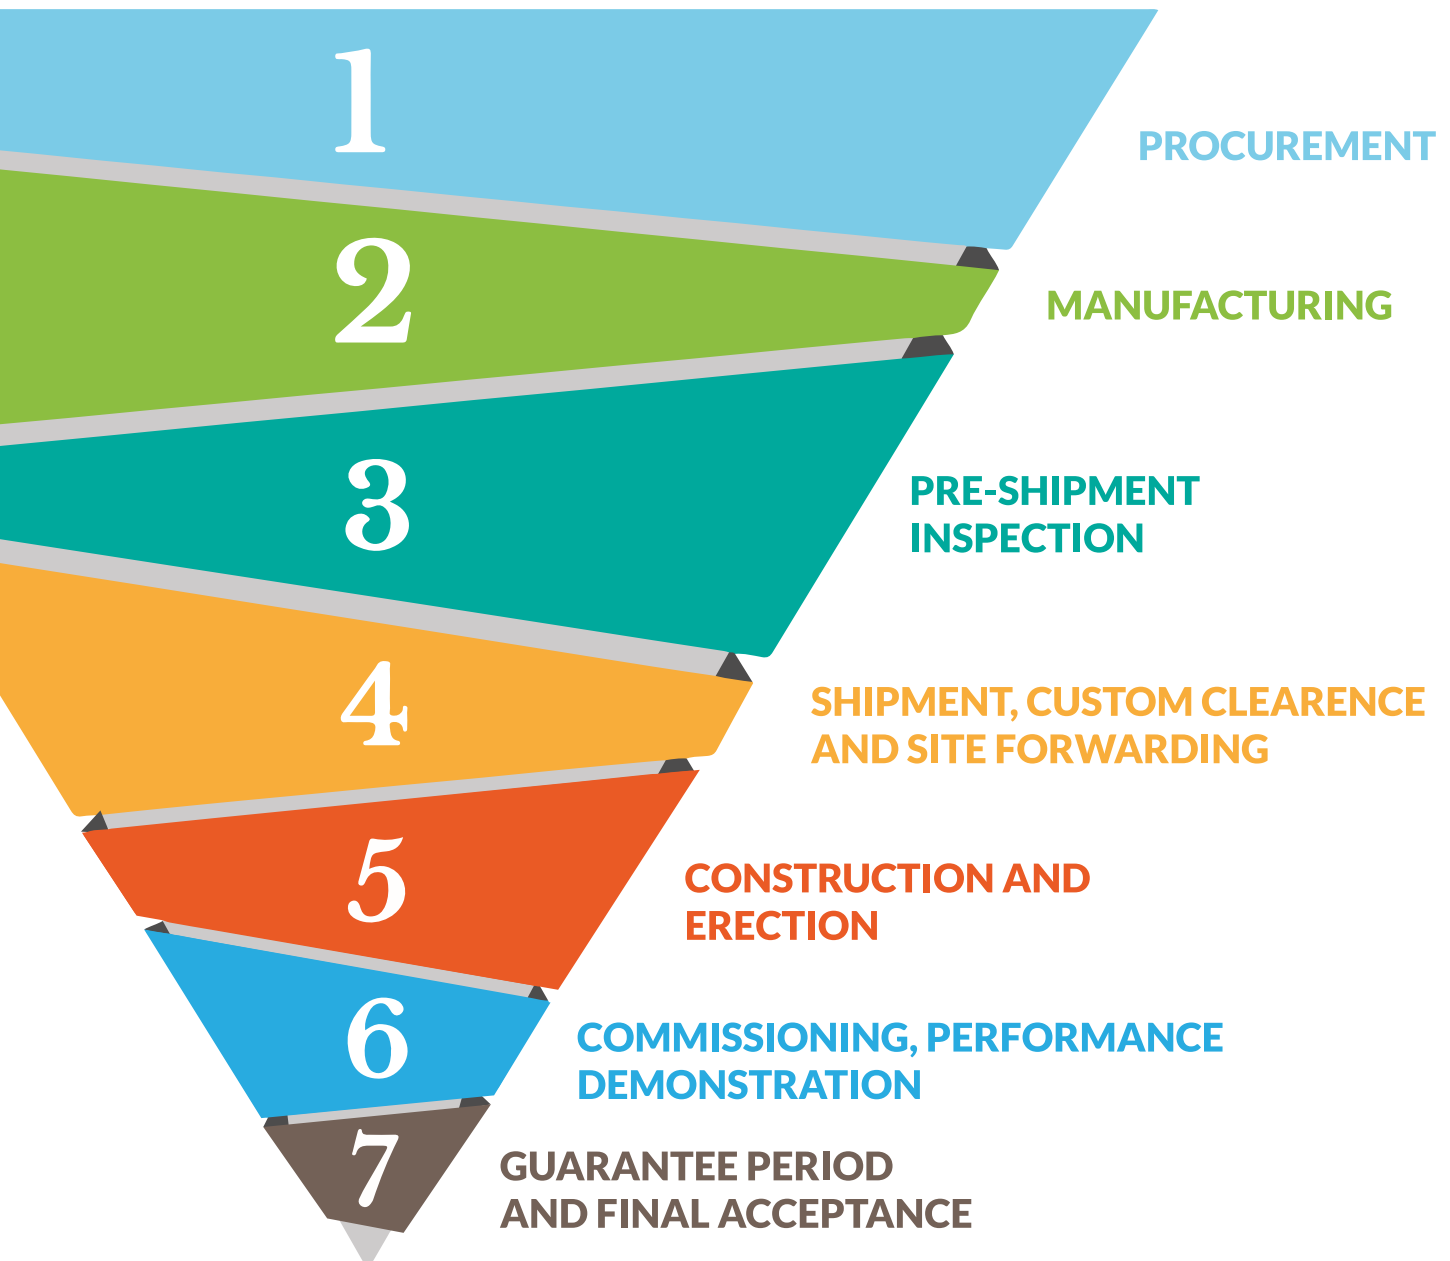 1
PROCUREMENT
2
MANUFACTURING
3
PRE-SHIPMENT
INSPECTION
4
SHIPMENT, CUSTOM CLEARENCE
AND SITE FORWARDING
5
CONSTRUCTION AND
ERECTION
6
COMMISSIONING, PERFORMANCE
DEMONSTRATION
7
GUARANTEE PERIOD
AND FINAL ACCEPTANCE